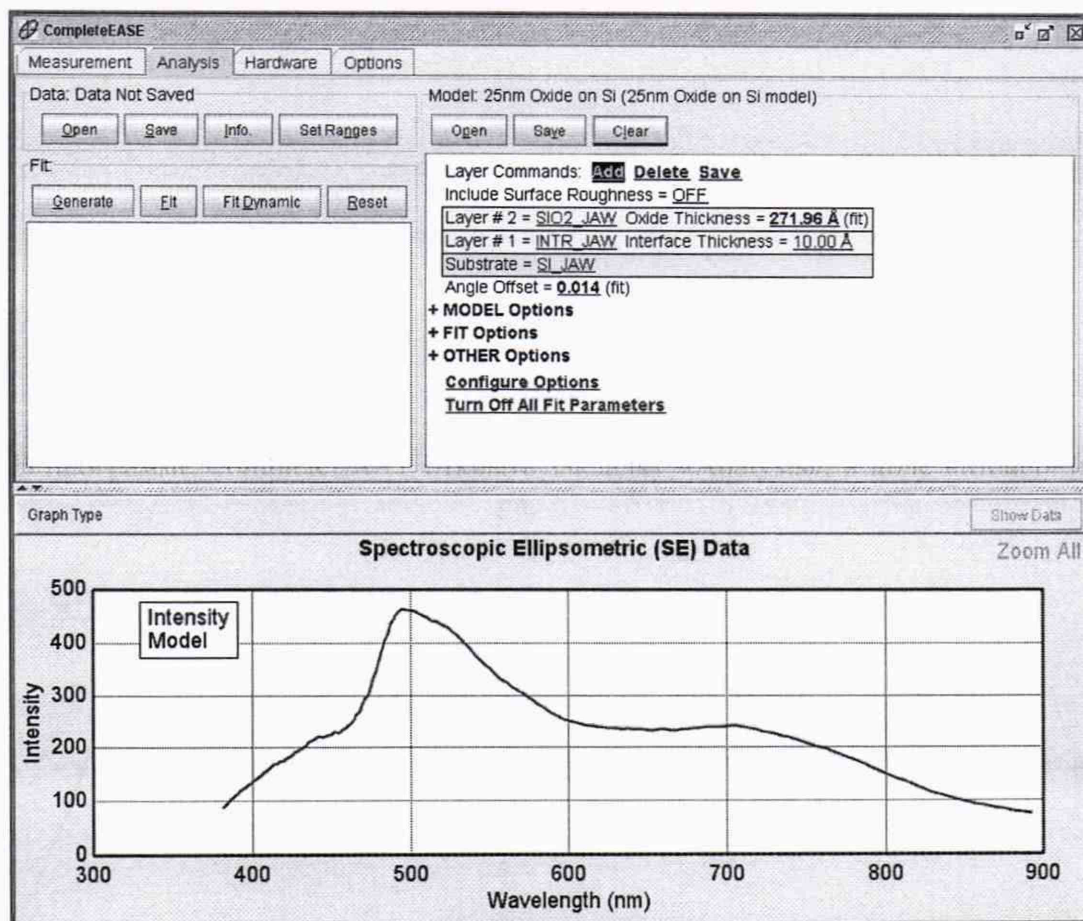 CompleteEASE
Measurement Analysis Hardware Options
Data: Data Not Saved
Open Save Info. Set Ranges
Fit:
Generate Fit Fit Dynamic Reset
Model: 25nm Oxide on Si (25nm Oxide on Si model)
Open Save Clear
Layer Commands: Add Delete Save
Include Surface Roughness = OFF
Layer # 2 = SIO2_JAW Oxide Thickness = 271.96 Å (fit)
Layer # 1 = INTR_JAW Interface Thickness = 10.00 Å
Substrate = SI_JAW
Angle Offset = 0.014 (fit)
+ MODEL Options
+ FIT Options
+ OTHER Options
Configure Options
Turn Off All Fit Parameters
Graph Type
Show Data
Spectroscopic Ellipsometric (SE) Data
Zoom All
Intensity
Model
Intensity
500
400
300
200
100
0
300 400 500 600 700 800 900
Wavelength (nm)